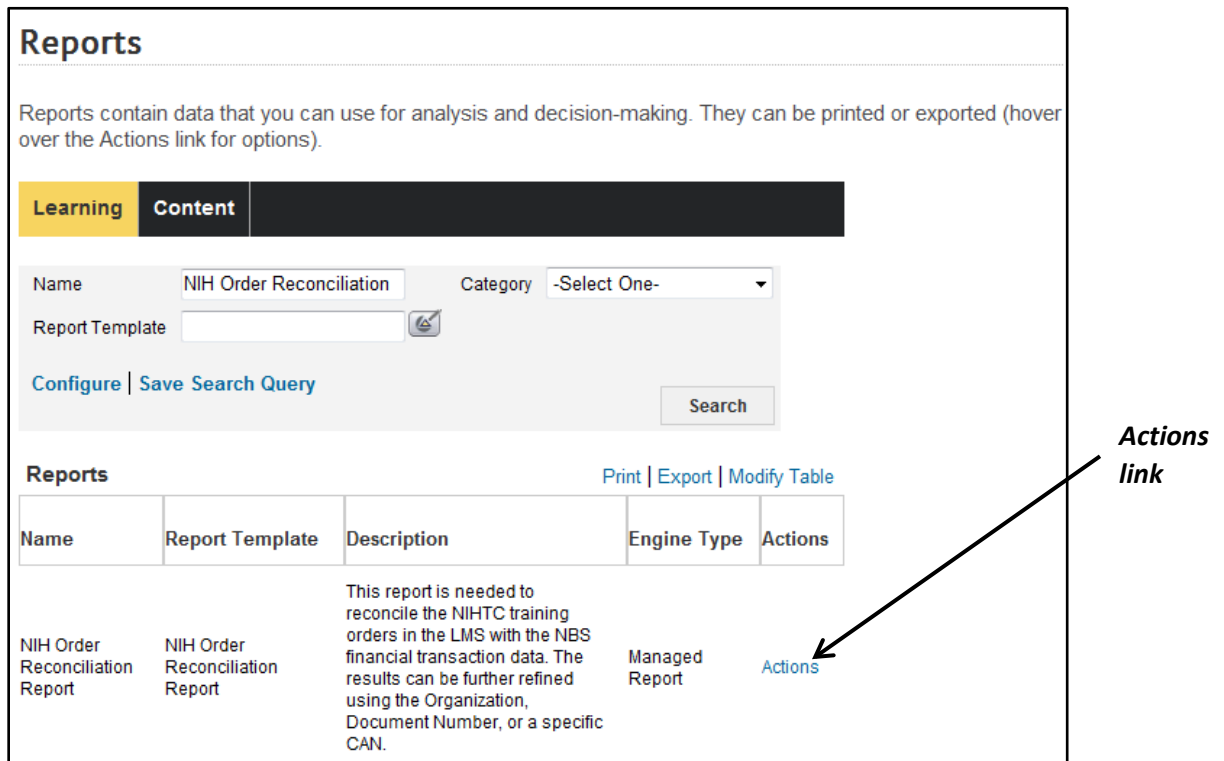 Reports
Reports contain data that you can use for analysis and decision-making. They can be printed or exported (hover
over the Actions link for options).
Learning Content
Name NIH Order Reconciliation Category -Select One-
Report Template
Configure | Save Search Query
Search
Actions
link
Reports Print | Export | Modify Table
Name Report Template Description Engine Type Actions
This report is needed to
reconcile the NIHTC training
orders in the LMS with the NBS
financial transaction data. The
results can be further refined
using the Organization,
Document Number, or a specific
CAN.
NIH Order
Reconciliation
Report
NIH Order
Reconciliation
Report
Managed
Report
Actions